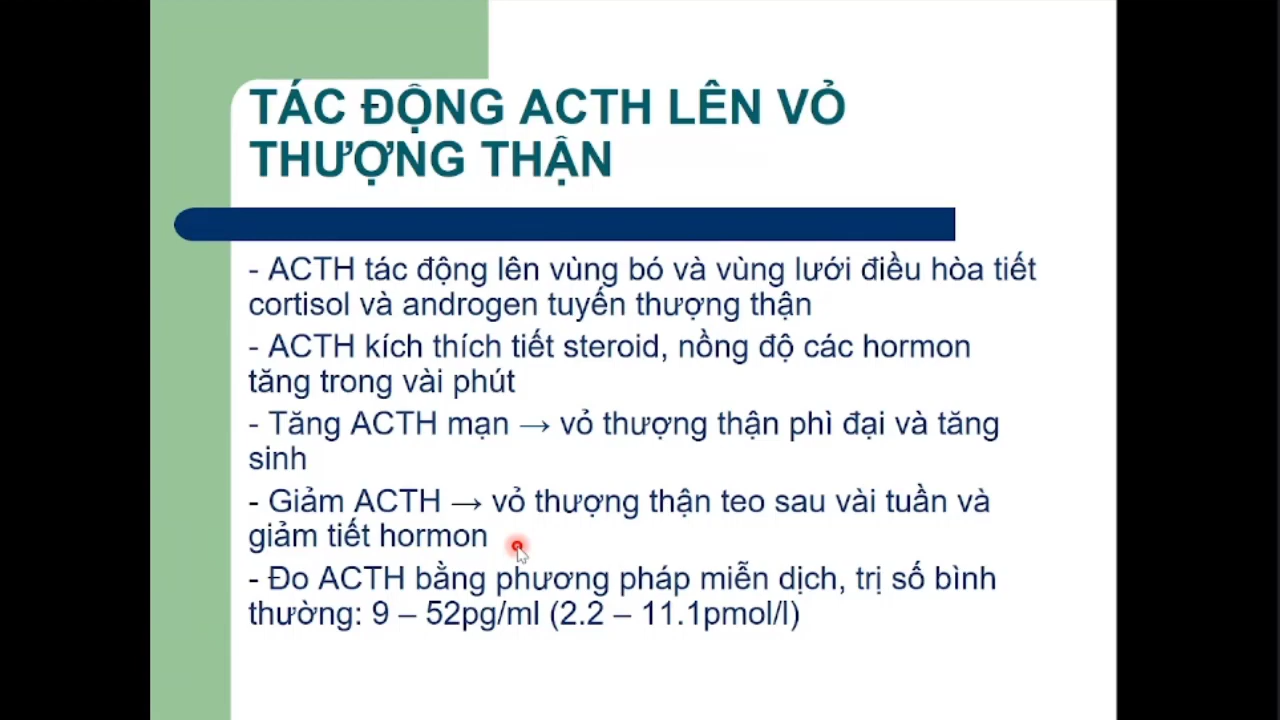 TÁC ĐỘNG ACTH LÊN VỎ
THƯỢNG THẬN
- ACTH tác động lên vùng bó và vùng lưới điều hòa tiết
cortisol và androgen tuyến thượng thận
- ACTH kích thích tiết steroid, nồng độ các hormon
tăng trong vài phút
- Tăng ACTH mạn → vỏ thượng thận phì đại và tăng
sinh
- Giảm ACTH → vỏ thượng thận teo sau vài tuần và
giảm tiết hormon
- Đo ACTH bằng phương pháp miễn dịch, trị số bình
thường: 9 – 52pg/ml (2.2 – 11.1pmol/l)